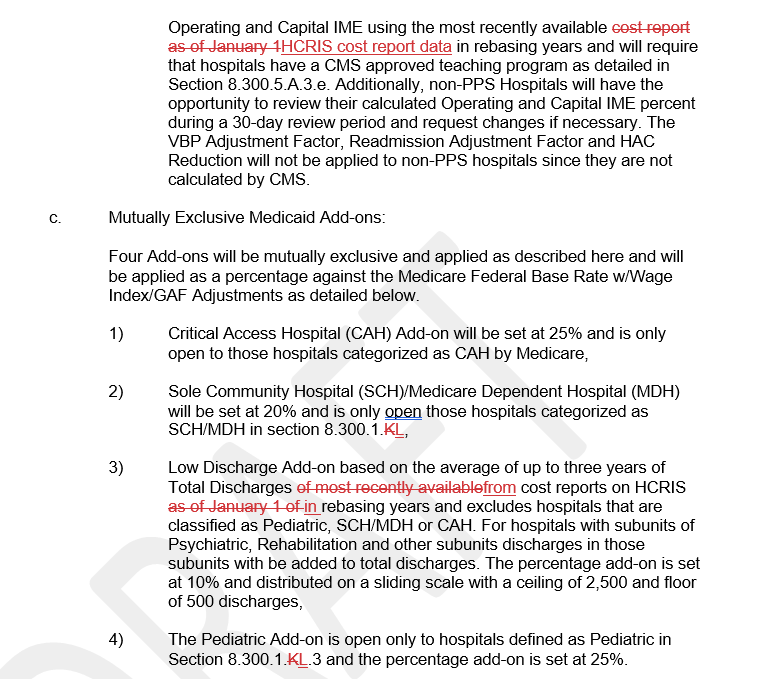 Operating and Capital IME using the most recently available cost report
as of January 1HCRIS cost report data in rebasing years and will require
that hospitals have a CMS approved teaching program as detailed in
Section 8.300.5.A.3.e. Additionally, non-PPS Hospitals will have the
opportunity to review their calculated Operating and Capital IME percent
during a 30-day review period and request changes if necessary. The
VBP Adjustment Factor, Readmission Adjustment Factor and HAC
Reduction will not be applied to non-PPS hospitals since they are not
calculated by CMS.
c. Mutually Exclusive Medicaid Add-ons:
Four Add-ons will be mutually exclusive and applied as described here and will
be applied as a percentage against the Medicare Federal Base Rate w/Wage
Index/GAF Adjustments as detailed below.
1) Critical Access Hospital (CAH) Add-on will be set at 25% and is only
open to those hospitals categorized as CAH by Medicare,
2) Sole Community Hospital (SCH)/Medicare Dependent Hospital (MDH)
will be set at 20% and is only open those hospitals categorized as
SCH/MDH in section 8.300.1.KL,
3) Low Discharge Add-on based on the average of up to three years of
Total Discharges of most recently availablefrom cost reports on HCRIS
as of January 1 of in rebasing years and excludes hospitals that are
classified as Pediatric, SCH/MDH or CAH. For hospitals with subunits of
Psychiatric, Rehabilitation and other subunits discharges in those
subunits with be added to total discharges. The percentage add-on is set
at 10% and distributed on a sliding scale with a ceiling of 2,500 and floor
of 500 discharges,
4) The Pediatric Add-on is open only to hospitals defined as Pediatric in
Section 8.300.1.KL.3 and the percentage add-on is set at 25%.
DRAFT